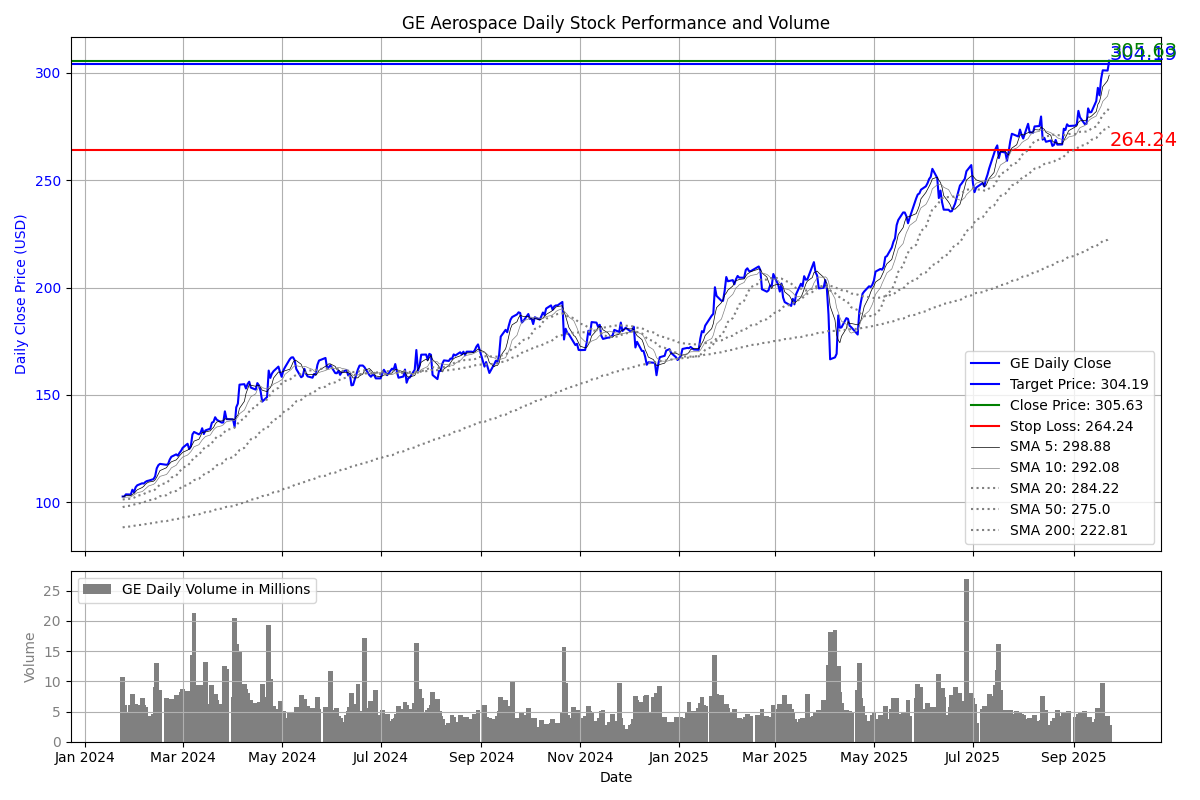 GE Aerospace Daily Stock Performance and Volume
305.63
304.19
300
264.24
250
200
150
100
Daily Close Price (USD)
GE Daily Close
Target Price: 304.19
Close Price: 305.63
Stop Loss: 264.24
SMA 5: 298.88
SMA 10: 292.08
SMA 20: 284.22
SMA 50: 275.0
SMA 200: 222.81
GE Daily Volume in Millions
25
20
15
10
5
0
Volume
Jan 2024 Mar 2024 May 2024 Jul 2024 Sep 2024 Nov 2024 Jan 2025 Mar 2025 May 2025 Jul 2025 Sep 2025
Date